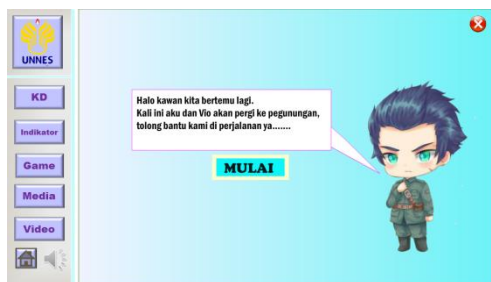 UNNES
KD
Indikator
Game
Media
Video
Halo kawan kita bertemu lagi.
Kali ini aku dan Vio akan pergi ke pegunungan,
tolong bantu kami di perjalanan ya.......
MULAI